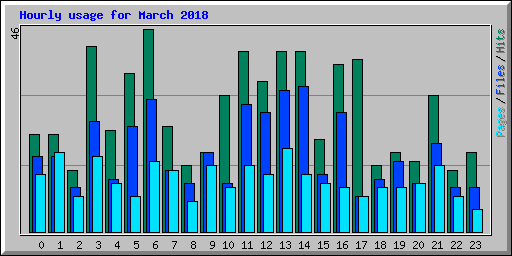 Hourly usage for March 2018
46
Pages / Files / Hits
0 1 2 3 4 5 6 7 8 9 10 11 12 13 14 15 16 17 18 19 20 21 22 23